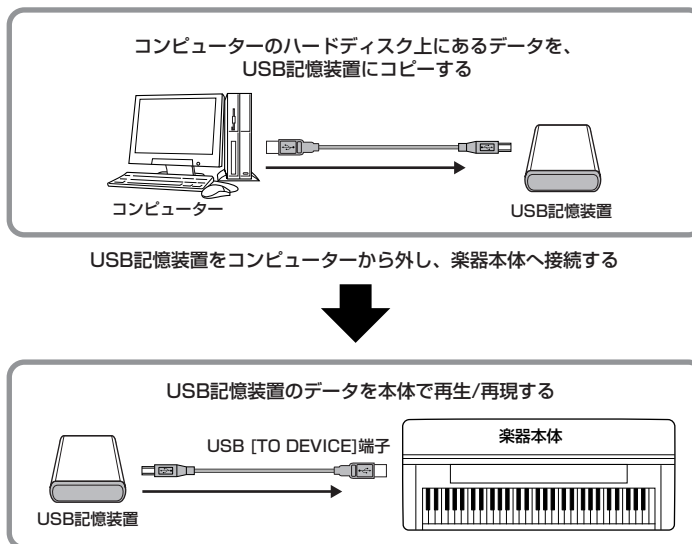 コンピューターのハードディスク上にあるデータを、
USB記憶装置にコピーする
コンピューター
USB記憶装置
USB記憶装置をコンピューターから外し、楽器本体へ接続する
USB記憶装置のデータを本体で再生/再現する
USB [TO DEVICE]端子
楽器本体
USB記憶装置